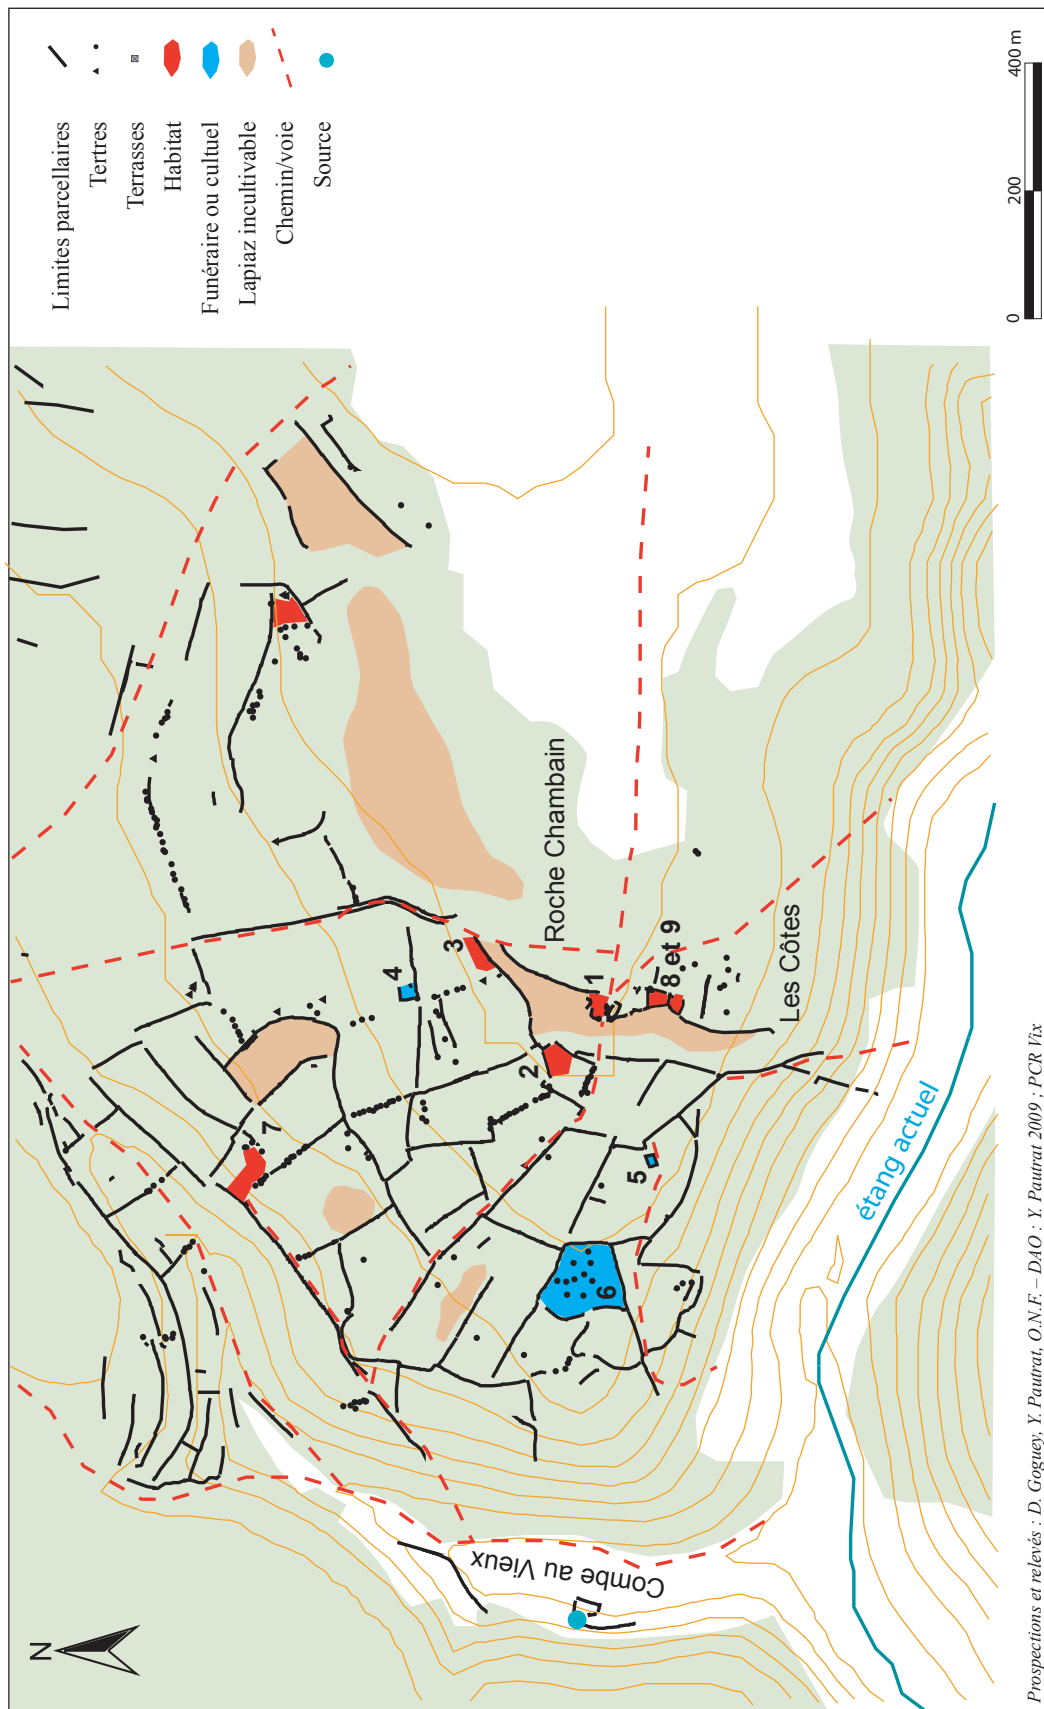 N
Limites parcellaires
Tertres
Terrasses
Habitat
Funéraire ou cultuel
Lapiaz incultivable
Chemin/voie
Source
7
4
3
2
Roche Chambain
1
8 et 9
5
6
Les Côtes
Combe au Vieux
étang actuel
0 200 400 m
Prospections et relevés : D. Goguey, Y. Pautrat, O.N.F. – DAO : Y. Pautrat 2009 ; PCR Vix